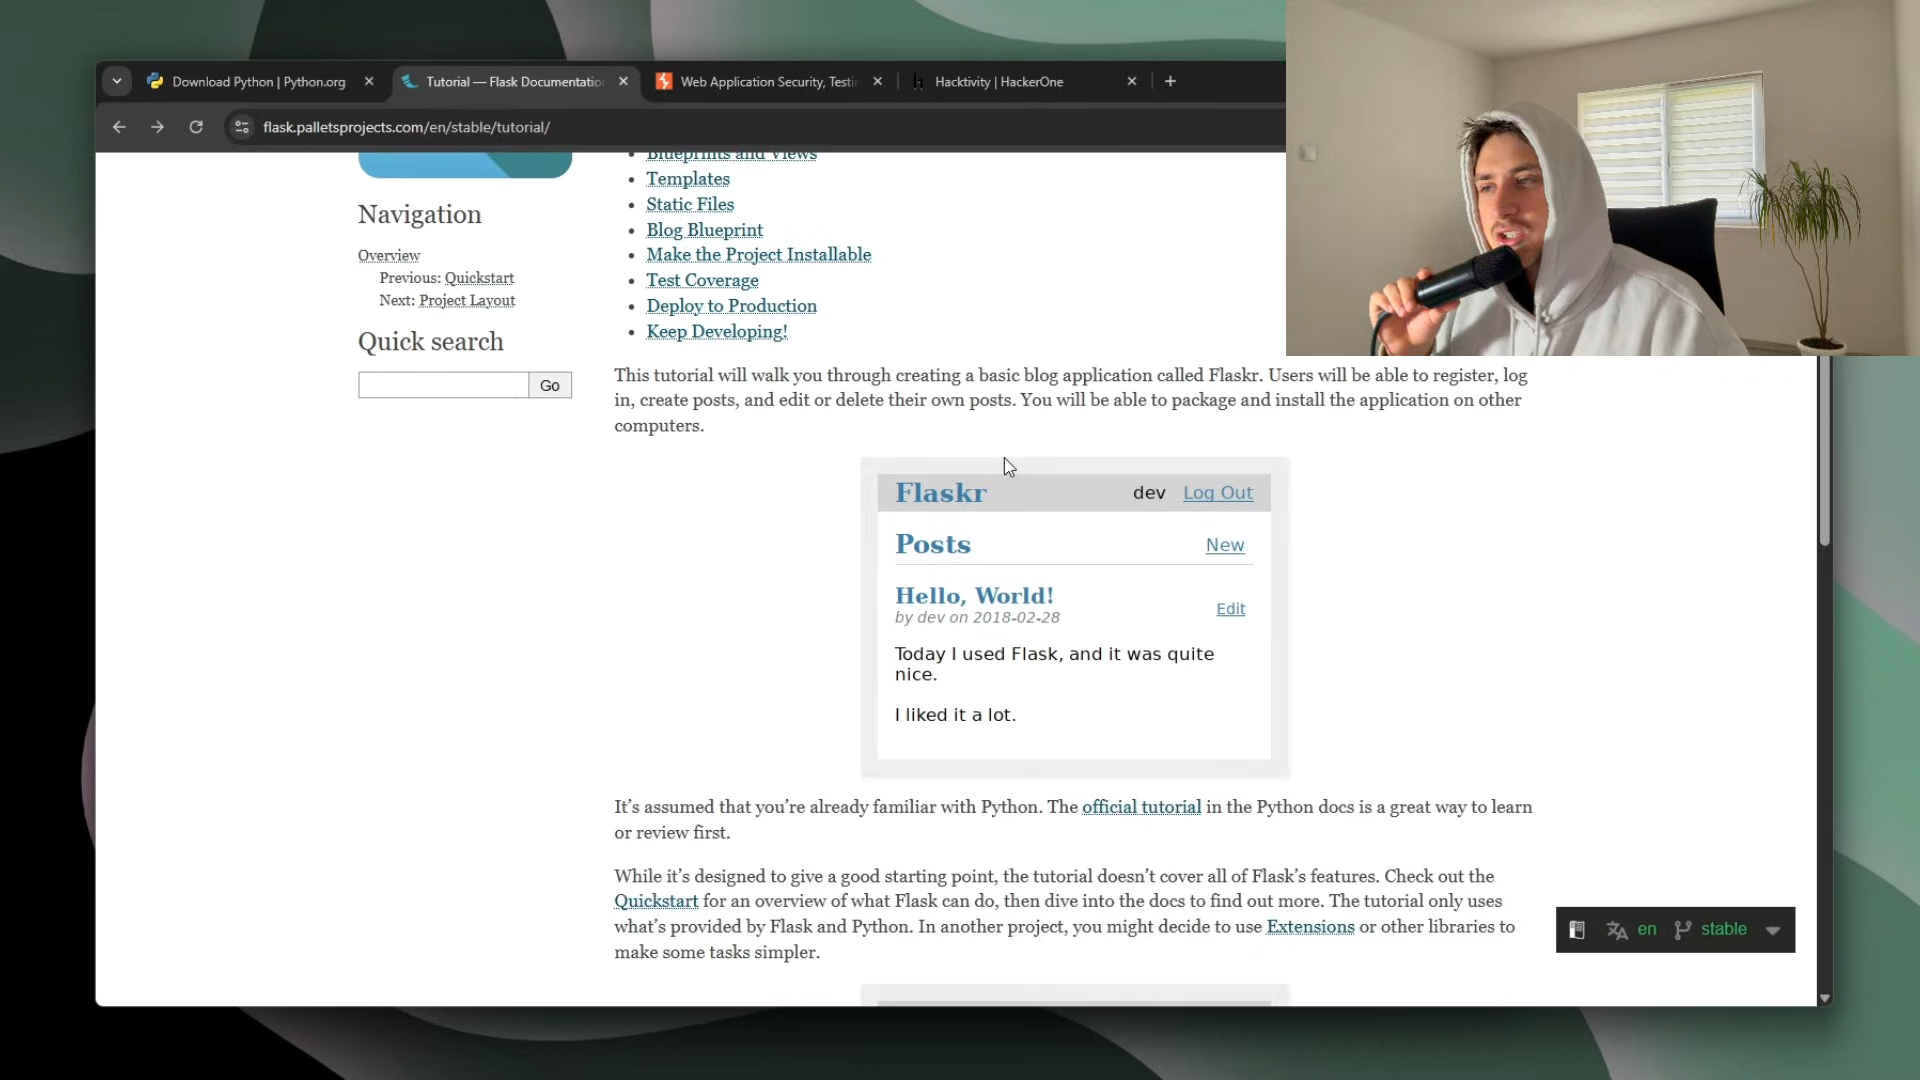 Download Python | Python.org
Tutorial — Flask Documentatio
Web Application Security, Testi
Hacktivity | HackerOne
flask.palletsprojects.com/en/stable/tutorial/
Navigation
Overview
Previous: Quickstart
Next: Project Layout
Quick search
Go
Blueprints and Views
Templates
Static Files
Blog Blueprint
Make the Project Installable
Test Coverage
Deploy to Production
Keep Developing!
This tutorial will walk you through creating a basic blog application called Flaskr. Users will be able to register, log
in, create posts, and edit or delete their own posts. You will be able to package and install the application on other
computers.
Flaskr dev Log Out
Posts New
Hello, World!
by dev on 2018-02-28
Edit
Today I used Flask, and it was quite
nice.
I liked it a lot.
It's assumed that you're already familiar with Python. The official tutorial in the Python docs is a great way to learn
or review first.
While it's designed to give a good starting point, the tutorial doesn't cover all of Flask's features. Check out the
Quickstart for an overview of what Flask can do, then dive into the docs to find out more. The tutorial only uses
what's provided by Flask and Python. In another project, you might decide to use Extensions or other libraries to
make some tasks simpler.
en stable